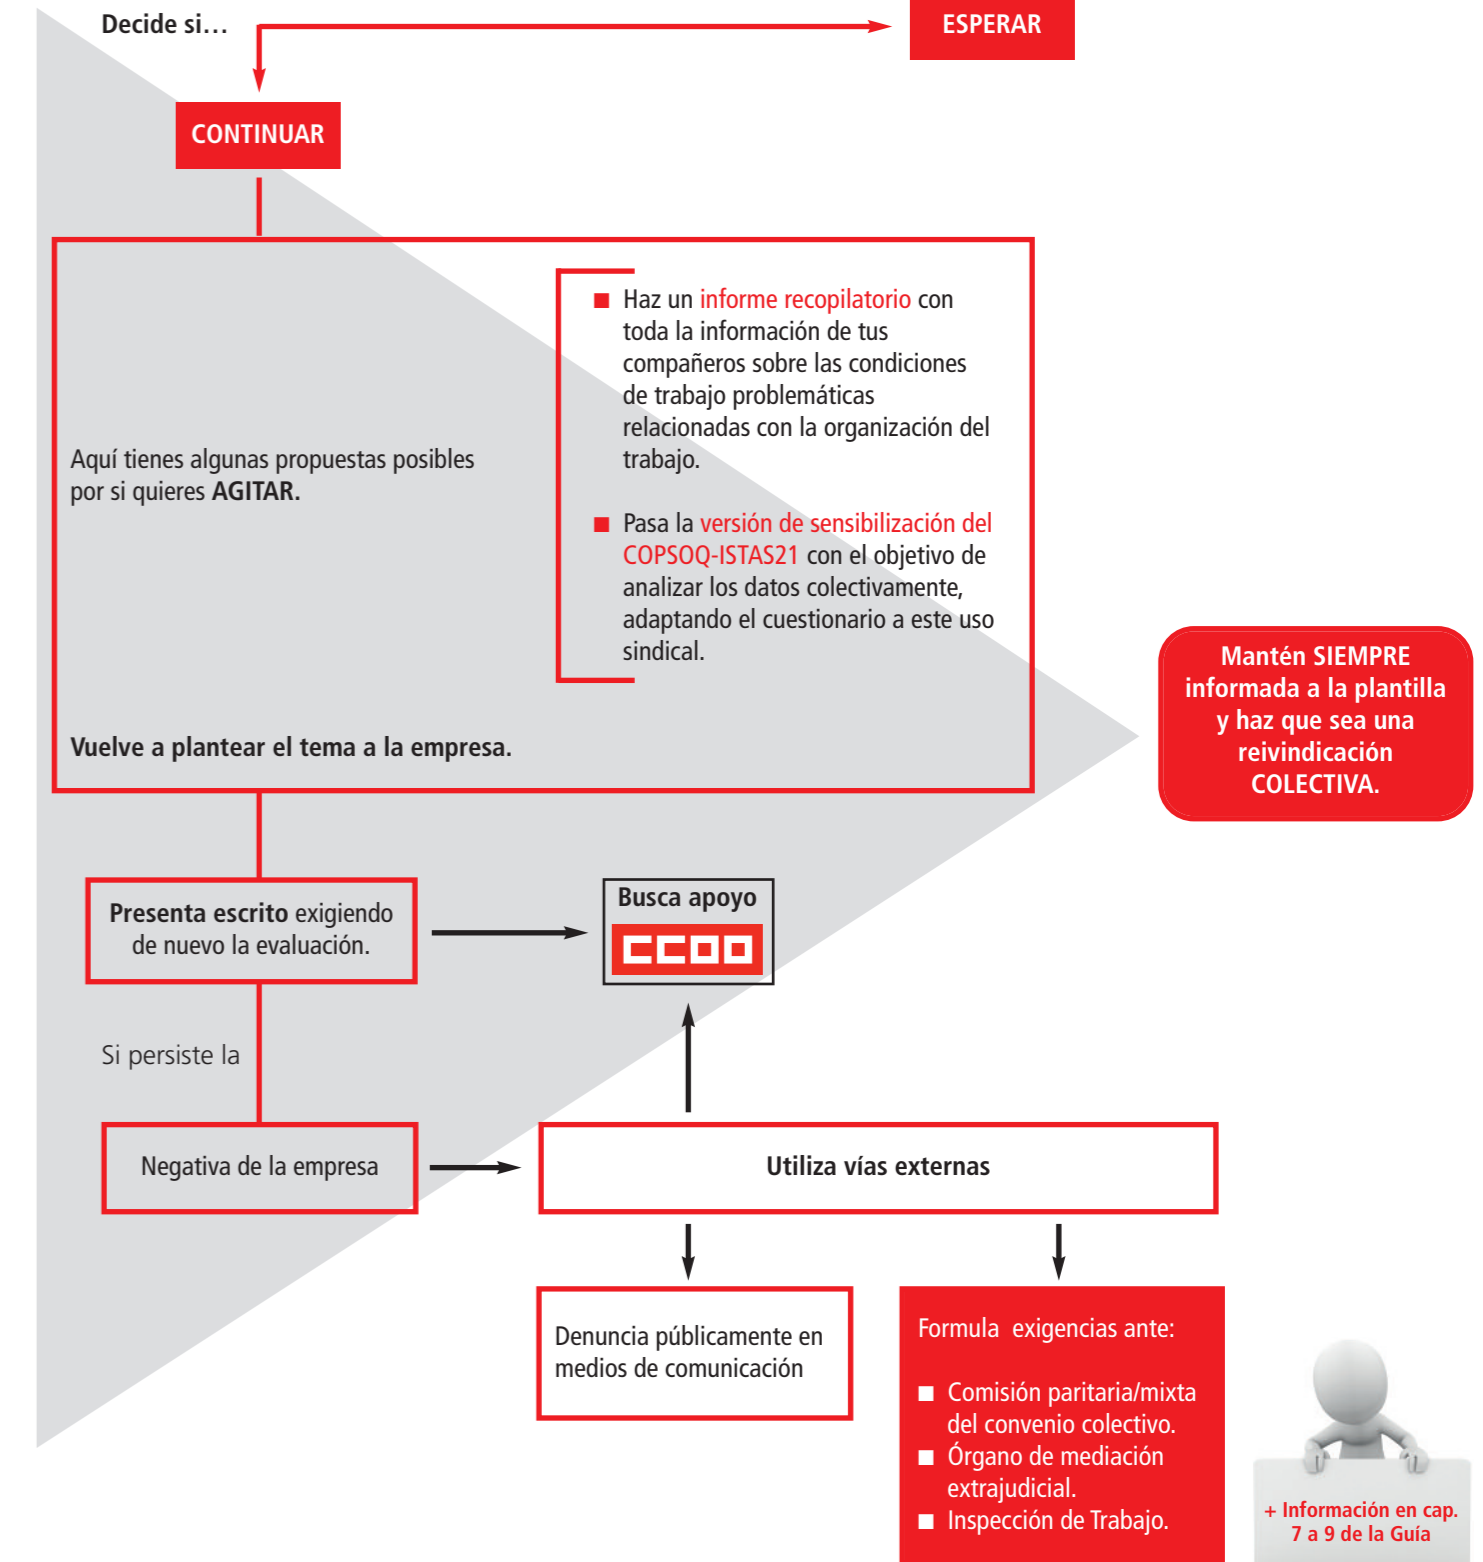 Decide si...
ESPERAR
CONTINUAR
Aquí tienes algunas propuestas posibles
por si quieres AGITAR.
■ Haz un informe recopilatorio con
toda la información de tus
compañeros sobre las condiciones
de trabajo problemáticas
relacionadas con la organización del
trabajo.
■ Pasa la versión de sensibilización del
COPSOQ-ISTAS21 con el objetivo de
analizar los datos colectivamente,
adaptando el cuestionario a este uso
sindical.
Vuelve a plantear el tema a la empresa.
Mantén SIEMPRE
informada a la plantilla
y haz que sea una
reivindicación
COLECTIVA.
Presenta escrito exigiendo
de nuevo la evaluación.
Busca apoyo
CCOO
Si persiste la
Negativa de la empresa
Utiliza vías externas
Denuncia públicamente en
medios de comunicación
Formula exigencias ante:
■ Comisión paritaria/mixta
del convenio colectivo.
■ Órgano de mediación
extrajudicial.
■ Inspección de Trabajo.
+ Información en cap.
7 a 9 de la Guía